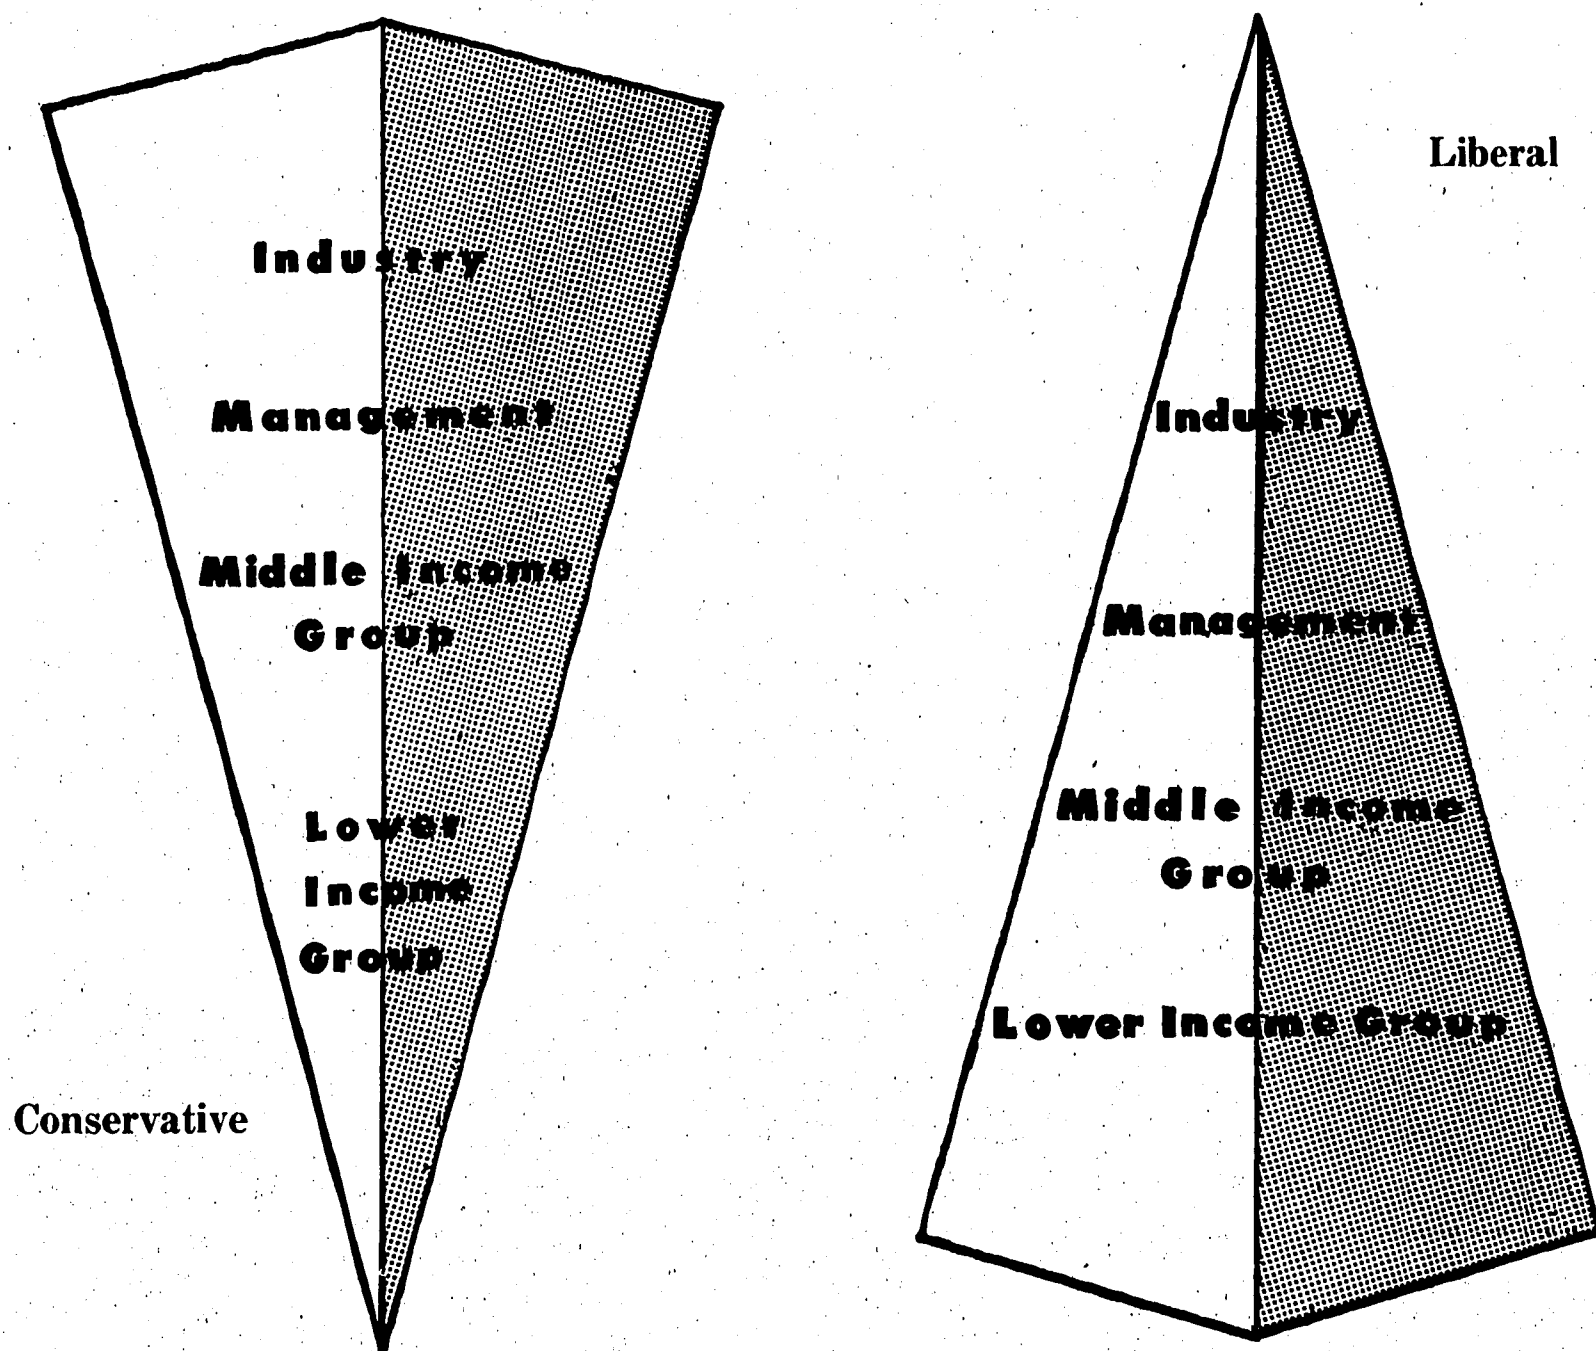 Industry
Management
Middle Income
Group
Lower
Income
Group
Conservative
Liberal
Industry
Management
Middle Income
Group
Lower Income Group